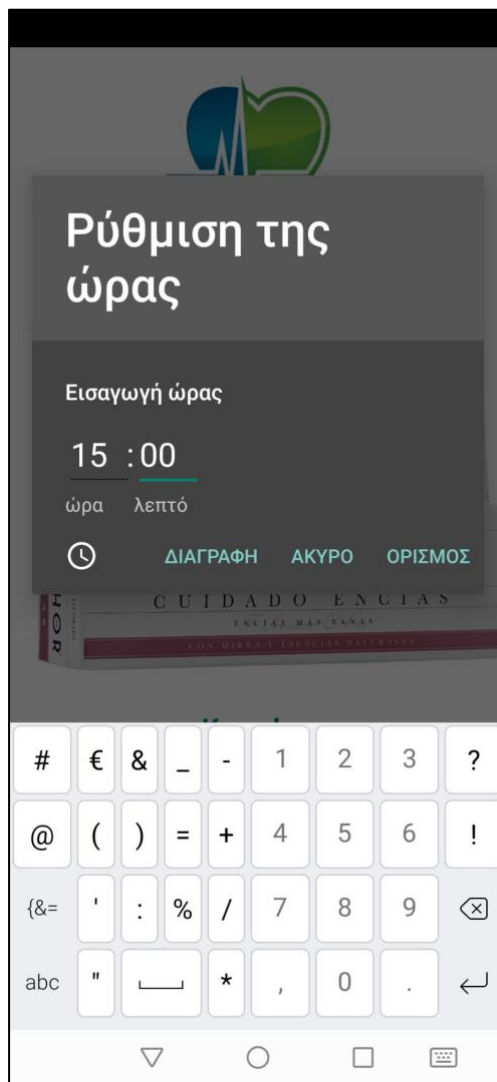 Ρύθμιση της
ώρας
Εισαγωγή ώρας
15 : 00
ώρα λεπτό
ΔΙΑΓΡΑΦΗ ΑΚΥΡΟ ΟΡΙΣΜΟΣ
CUIDADO ENCIAS
ENCIAS MAS SANAS
CON MIRRA Y ESENCIAS NATURALES
# € & _ - 1 2 3 ?
@ ( ) = + 4 5 6 !
{&= ' : % / 7 8 9
abc " * , 0 .